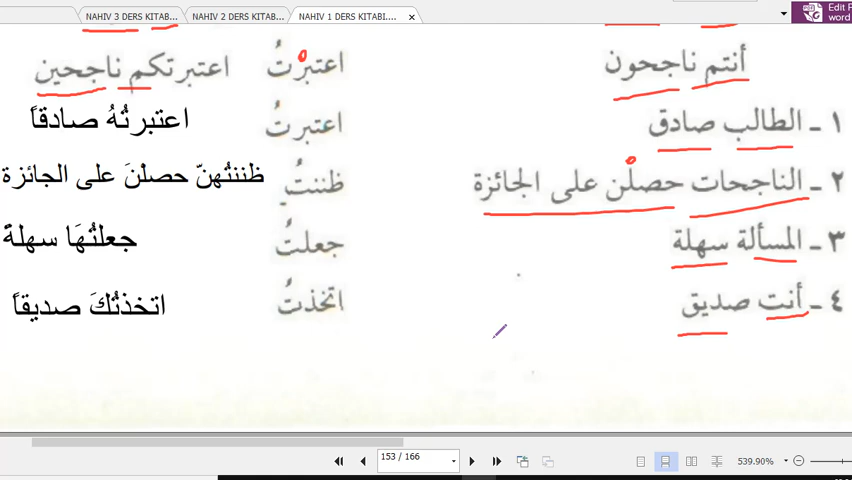 NAHIV 3 DERS KITABI... NAHIV 2 DERS KITABI.... NAHIV 1 DERS KITABI.... ×
Edit
word
أنتم ناجحون اعتبرتُ اعتبرتكم ناجحين
١ ـ الطالب صادق اعتبرتُ اعتبرتُهُ صادقاً
٢ ـ الناجحات حصلْن على الجائزة ظننتُ ظننتُهنّ حصلْنَ على الجائزة
٣ ـ المسألة سهلة جعلتُ جعلتُهَا سهلةً
٤ ـ أنت صديق اتخذتُ اتخذتُكَ صديقاً
153 / 166 539.90%